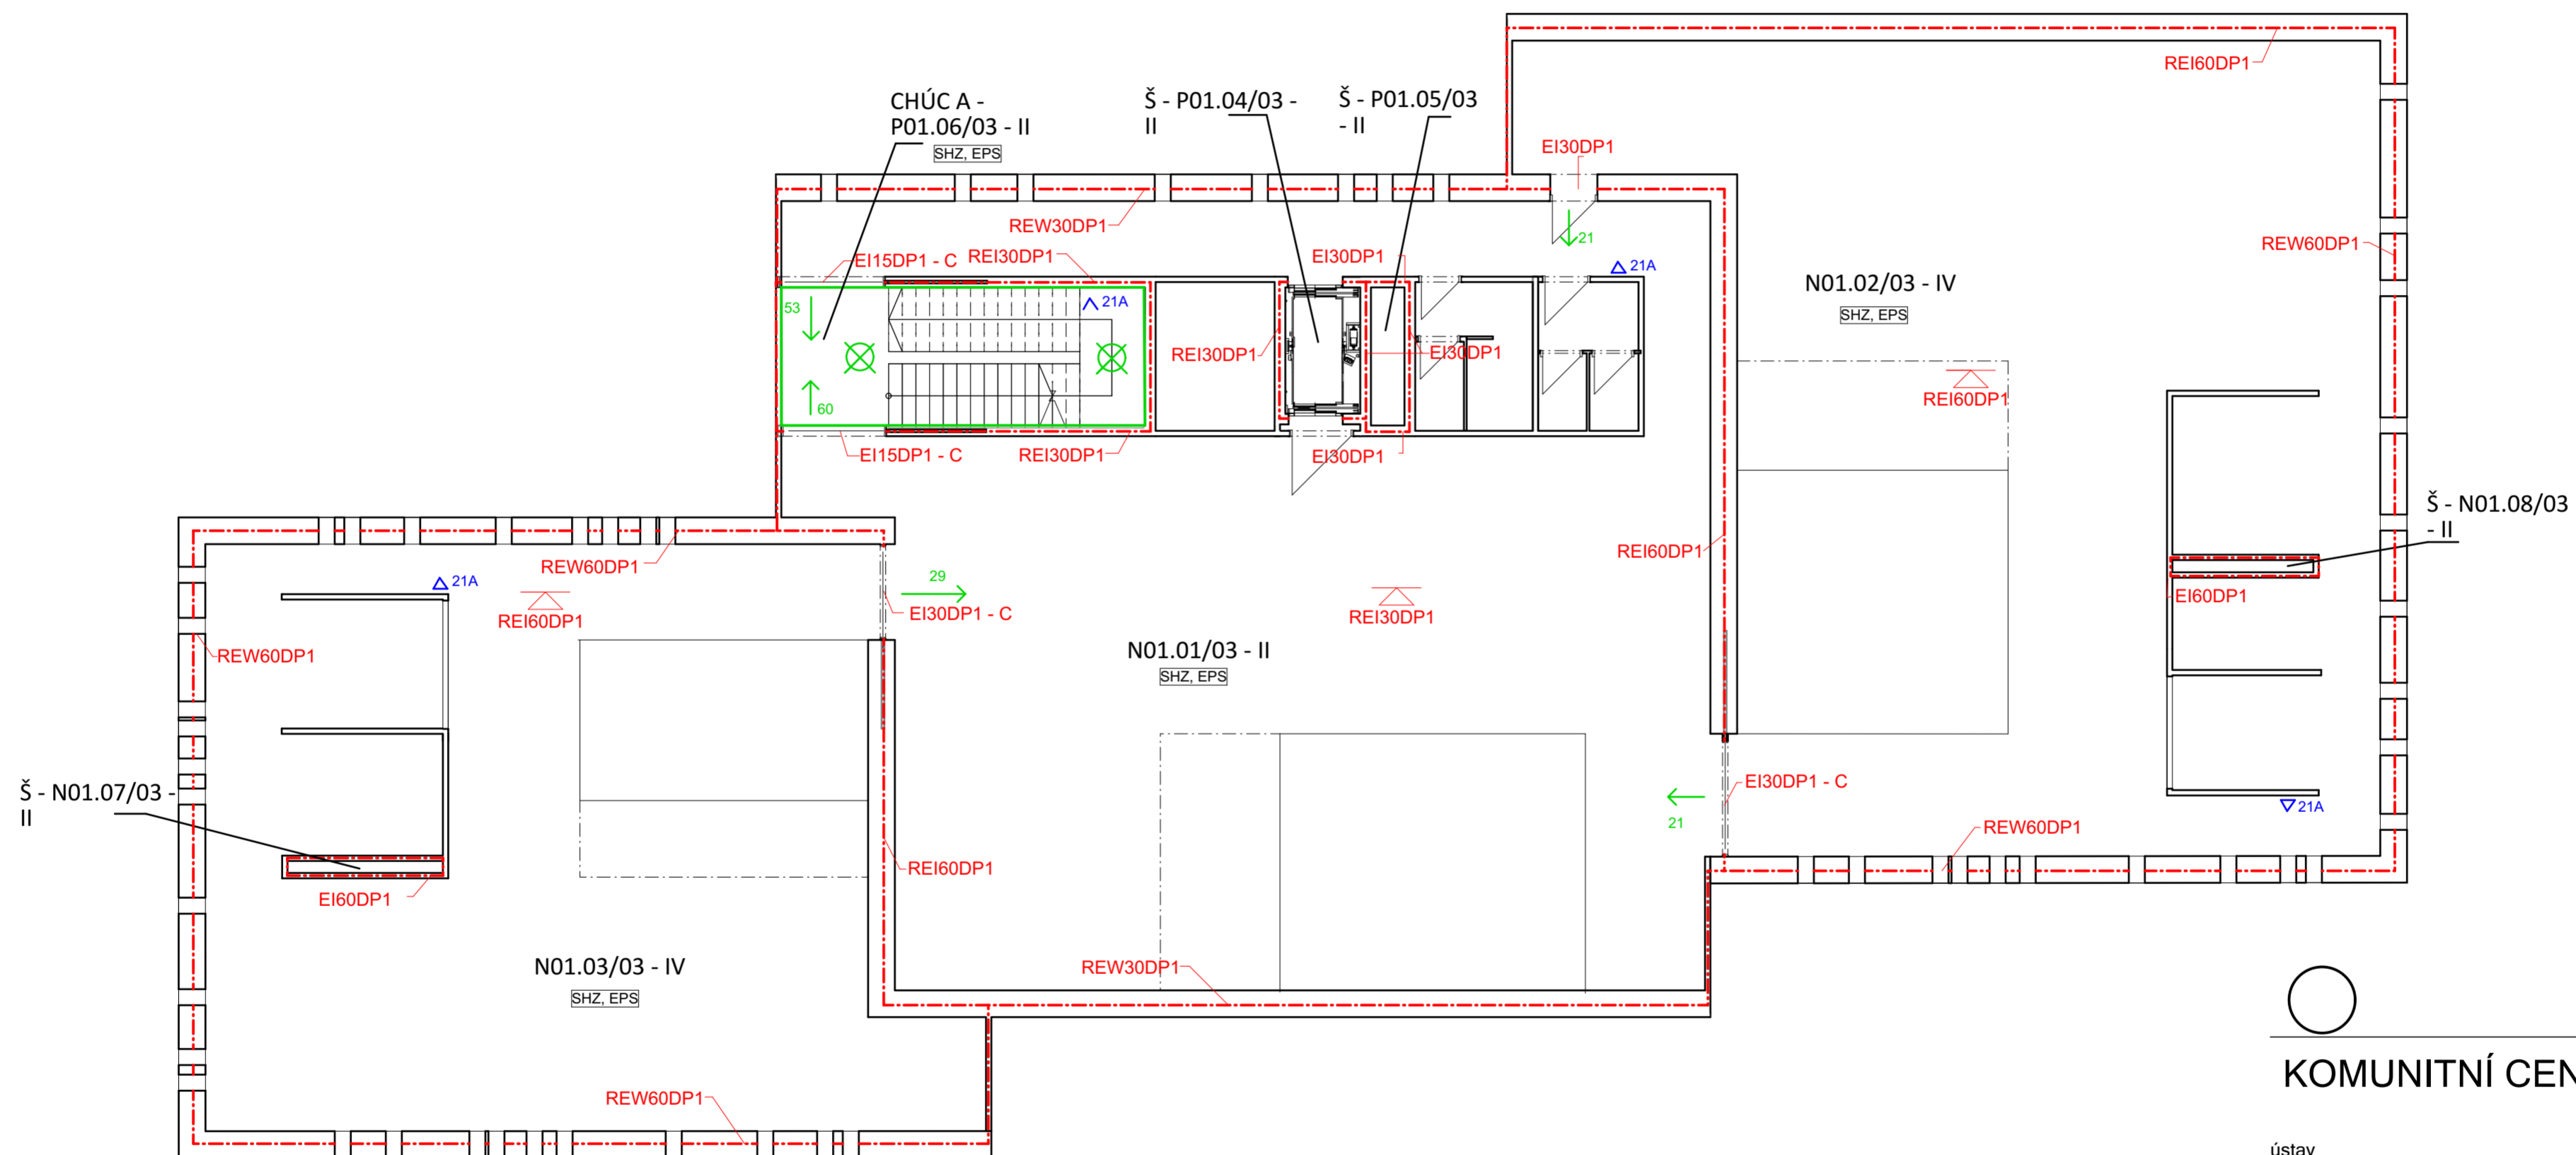 REI60DP1
CHÚC A -
P01.06/03 - II
SHZ, EPS
Š - P01.04/03 -
II
Š - P01.05/03
- II
EI30DP1
REW30DP1
21
REW60DP1
EI15DP1 - C
REI30DP1
EI30DP1
21A
N01.02/03 - IV
SHZ, EPS
53
21A
REI30DP1
EI30DP1
REI60DP1
60
EI15DP1 - C
REI30DP1
EI30DP1
Š - N01.08/03
- II
REW60DP1
REI60DP1
21A
29
REI60DP1
EI30DP1 - C
REI30DP1
EI60DP1
REW60DP1
N01.01/03 - II
SHZ, EPS
Š - N01.07/03 -
II
EI30DP1 - C
21
21A
REW60DP1
REI60DP1
EI60DP1
N01.03/03 - IV
SHZ, EPS
REW30DP1
REW60DP1
KOMUNITNÍ CEN
ústav